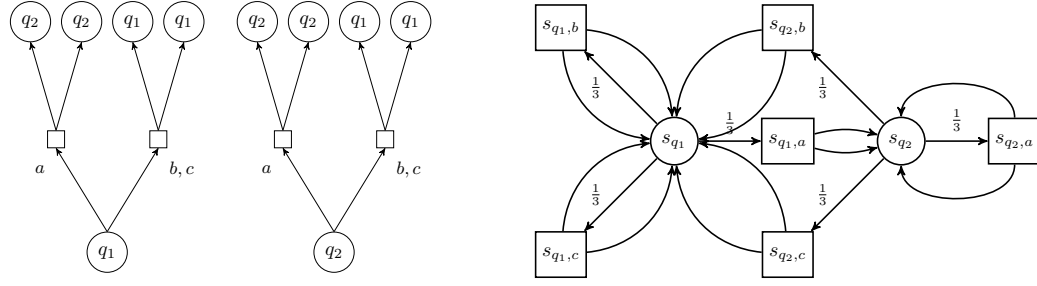 q₂ q₂ q₁ q₁ q₂ q₂ q₁ q₁
a b, c a b, c
q₁ q₂
s_{q₁,b} s_{q₂,b}
1/3 1/3
1/3 1/3
s_{q₁} s_{q₁,a} s_{q₂} s_{q₂,a}
1/3 1/3
s_{q₁,c} s_{q₂,c}